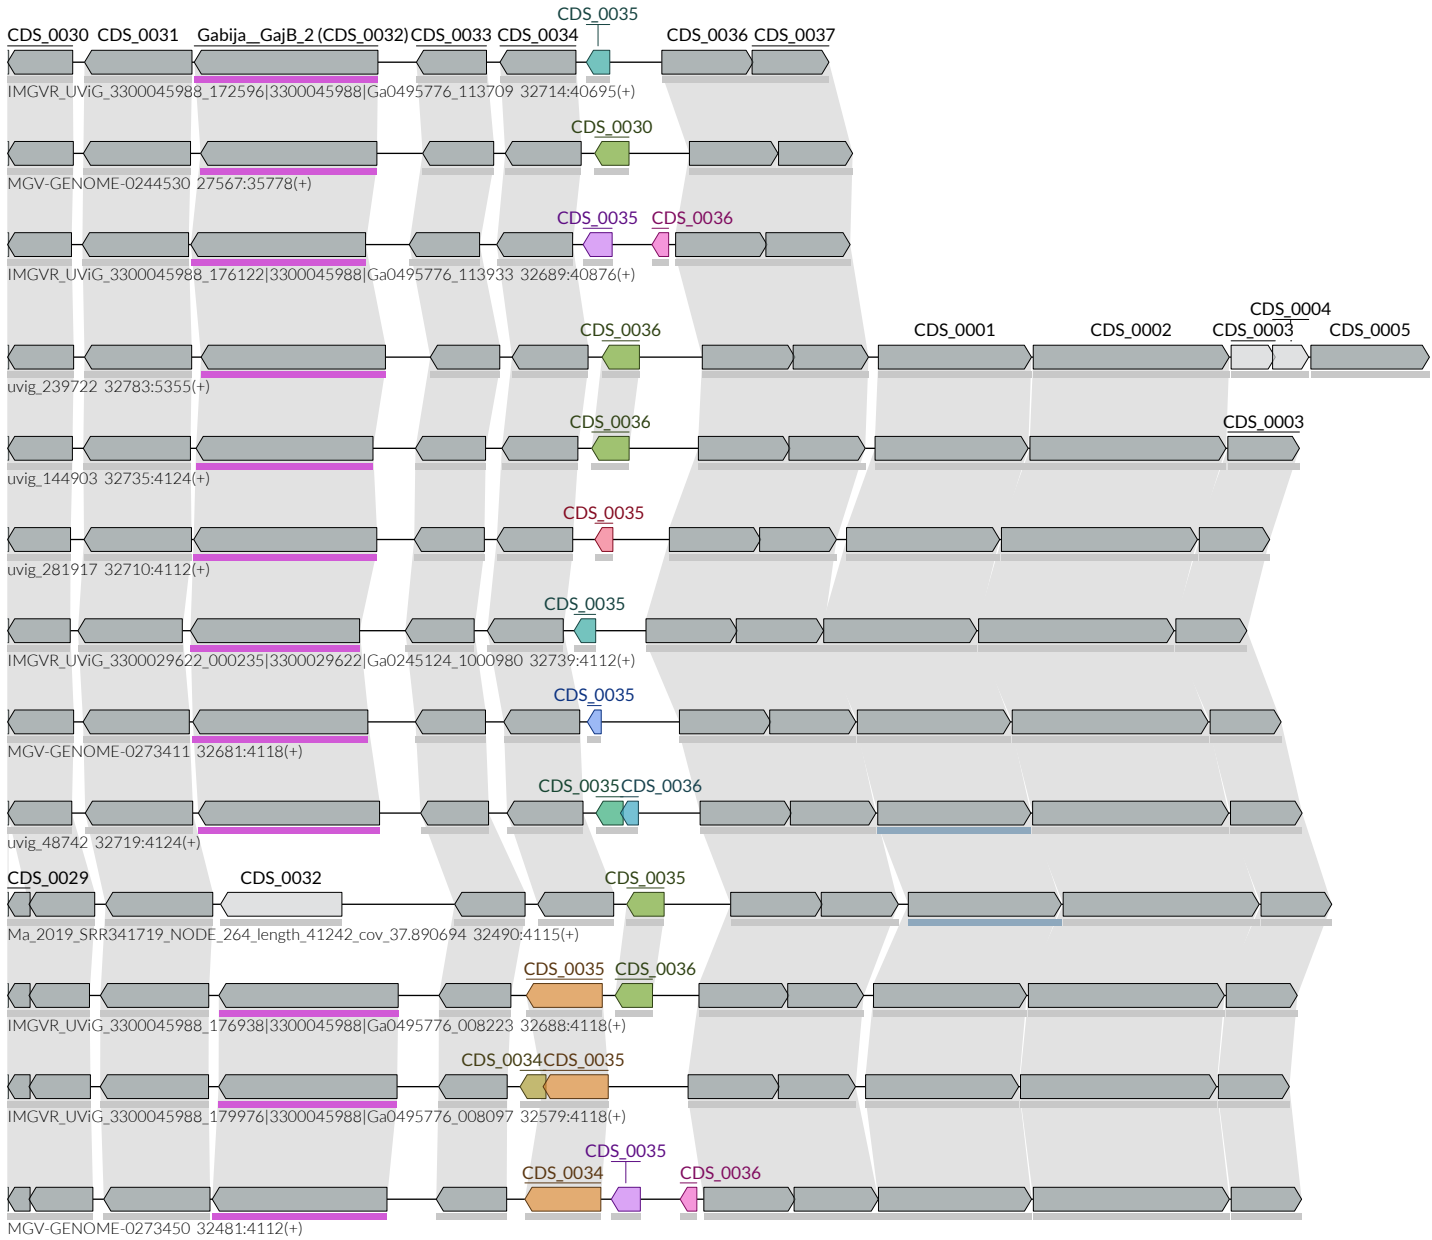 CDS_0035
CDS_0030 CDS_0031 Gabija__GajB_2 (CDS_0032) CDS_0033 CDS_0034 CDS_0036 CDS_0037
IMGVR_UViG_3300045988_172596|3300045988|Ga0495776_113709 32714:40695(+)
CDS_0030
MGV-GENOME-0244530 27567:35778(+)
CDS_0035 CDS_0036
IMGVR_UViG_3300045988_176122|3300045988|Ga0495776_113933 32689:40876(+)
CDS_0004
CDS_0036 CDS_0001 CDS_0002 CDS_0003 CDS_0005
uvig_239722 32783:5355(+)
CDS_0036 CDS_0003
uvig_144903 32735:4124(+)
CDS_0035
uvig_281917 32710:4112(+)
CDS_0035
IMGVR_UViG_3300029622_000235|3300029622|Ga0245124_1000980 32739:4112(+)
CDS_0035
MGV-GENOME-0273411 32681:4118(+)
CDS_0035 CDS_0036
uvig_48742 32719:4124(+)
CDS_0029 CDS_0032 CDS_0035
Ma_2019_SRR341719_NODE_264_length_41242_cov_37.890694 32490:4115(+)
CDS_0035 CDS_0036
IMGVR_UViG_3300045988_176938|3300045988|Ga0495776_008223 32688:4118(+)
CDS_0034 CDS_0035
IMGVR_UViG_3300045988_179976|3300045988|Ga0495776_008097 32579:4118(+)
CDS_0035
CDS_0034 CDS_0036
MGV-GENOME-0273450 32481:4112(+)